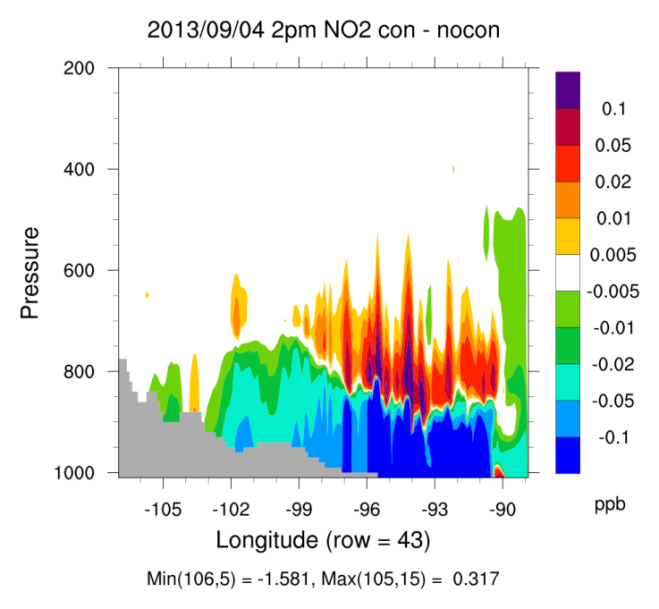 2013/09/04 2pm NO2 con - nocon
200
400
600
800
1000
Pressure
-105 -102 -99 -96 -93 -90
Longitude (row = 43)
0.1
0.05
0.02
0.01
0.005
-0.005
-0.01
-0.02
-0.05
-0.1
ppb
Min(106,5) = -1.581, Max(105,15) = 0.317